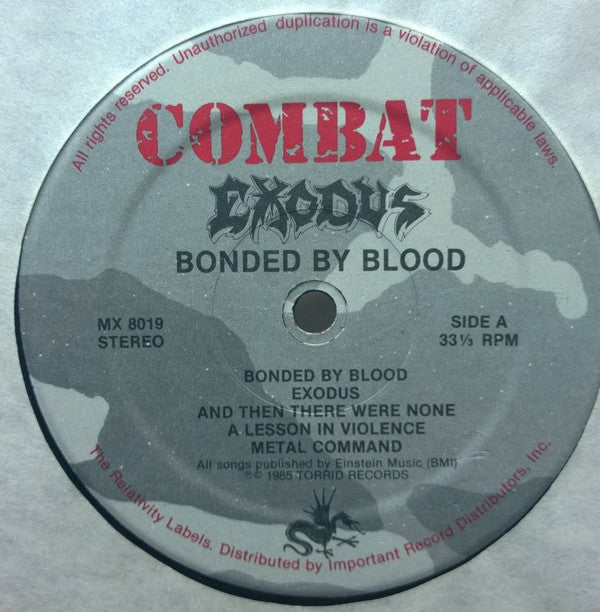 All rights reserved. Unauthorized duplication is a violation of applicable laws.
COMBAT
EXODUS
BONDED BY BLOOD
MX 8019
STEREO
SIDE A
33⅓ RPM
BONDED BY BLOOD
EXODUS
AND THEN THERE WERE NONE
A LESSON IN VIOLENCE
METAL COMMAND
All songs published by Einstein Music (BMI)
℗© 1985 TORRID RECORDS
The Relativity Labels. Distributed by Important Record Distributors, Inc.